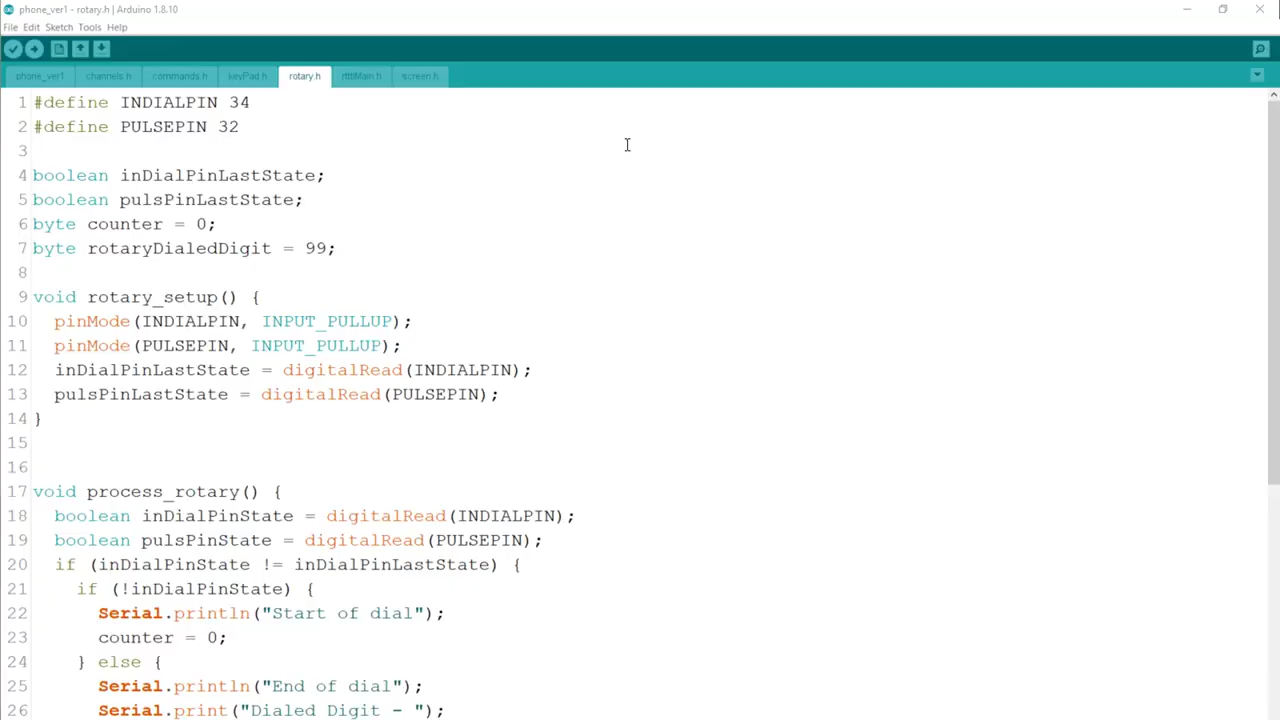 phone_ver1 - rotary.h | Arduino 1.8.10
File Edit Sketch Tools Help
phone_ver1 channels.h commands.h keyPad.h rotary.h rtttlMain.h screen.h
1 #define INDIALPIN 34
2 #define PULSEPIN 32
3
4 boolean inDialPinLastState;
5 boolean pulsPinLastState;
6 byte counter = 0;
7 byte rotaryDialedDigit = 99;
8
9 void rotary_setup() {
10 pinMode(INDIALPIN, INPUT_PULLUP);
11 pinMode(PULSEPIN, INPUT_PULLUP);
12 inDialPinLastState = digitalRead(INDIALPIN);
13 pulsPinLastState = digitalRead(PULSEPIN);
14 }
15
16
17 void process_rotary() {
18 boolean inDialPinState = digitalRead(INDIALPIN);
19 boolean pulsPinState = digitalRead(PULSEPIN);
20 if (inDialPinState != inDialPinLastState) {
21 if (!inDialPinState) {
22 Serial.println("Start of dial");
23 counter = 0;
24 } else {
25 Serial.println("End of dial");
26 Serial.print("Dialed Digit - ");